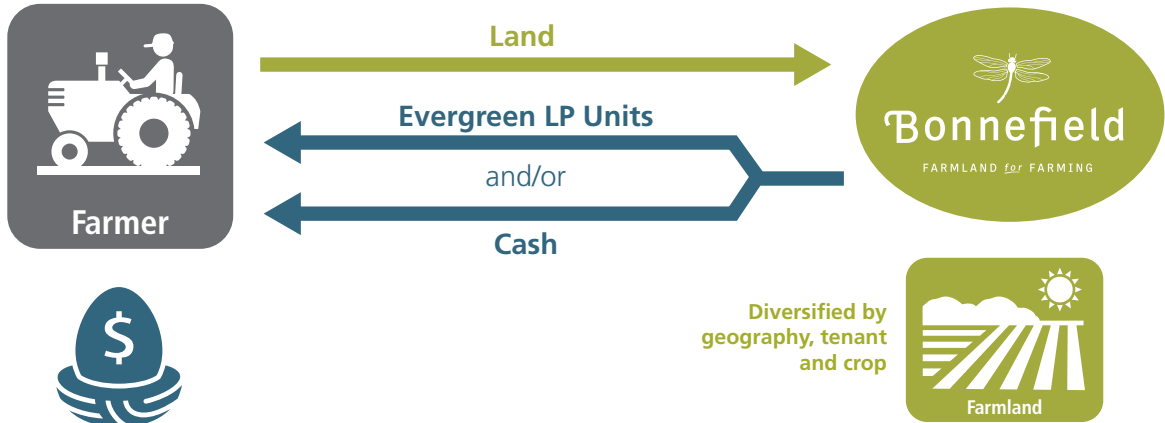 Land
Evergreen LP Units
and/or
Cash
Farmer
Bonnefield
FARMLAND for FARMING
$
Diversified by
geography, tenant
and crop
Farmland